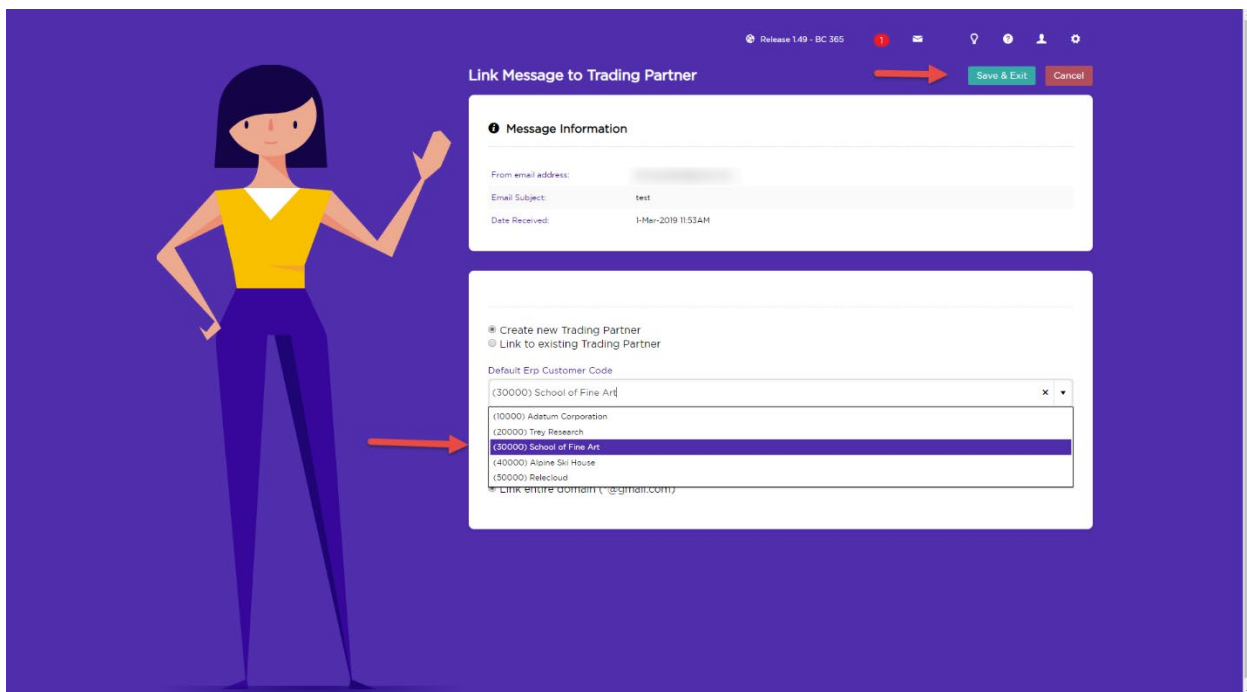 Release 1.49 - BC 365
1
Link Message to Trading Partner
Save & Exit
Cancel
Message Information
From email address:
Email Subject: test
Date Received: 1-Mar-2019 11:53AM
Create new Trading Partner
Link to existing Trading Partner
Default Erp Customer Code
(30000) School of Fine Art
(10000) Adatum Corporation
(20000) Trey Research
(30000) School of Fine Art
(40000) Alpine Ski House
(50000) Relecloud
Link entire domain (*@gmail.com)